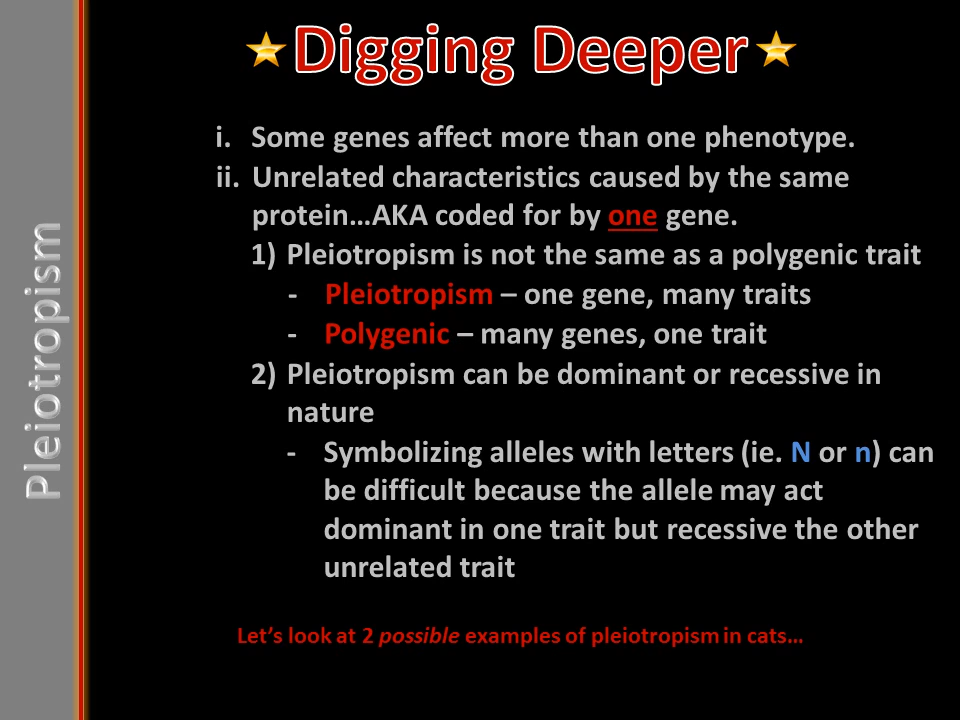 Digging Deeper
Pleiotropism
i. Some genes affect more than one phenotype.
ii. Unrelated characteristics caused by the same
protein…AKA coded for by one gene.
1) Pleiotropism is not the same as a polygenic trait
- Pleiotropism – one gene, many traits
- Polygenic – many genes, one trait
2) Pleiotropism can be dominant or recessive in
nature
- Symbolizing alleles with letters (ie. N or n) can
be difficult because the allele may act
dominant in one trait but recessive the other
unrelated trait
Let’s look at 2 possible examples of pleiotropism in cats…